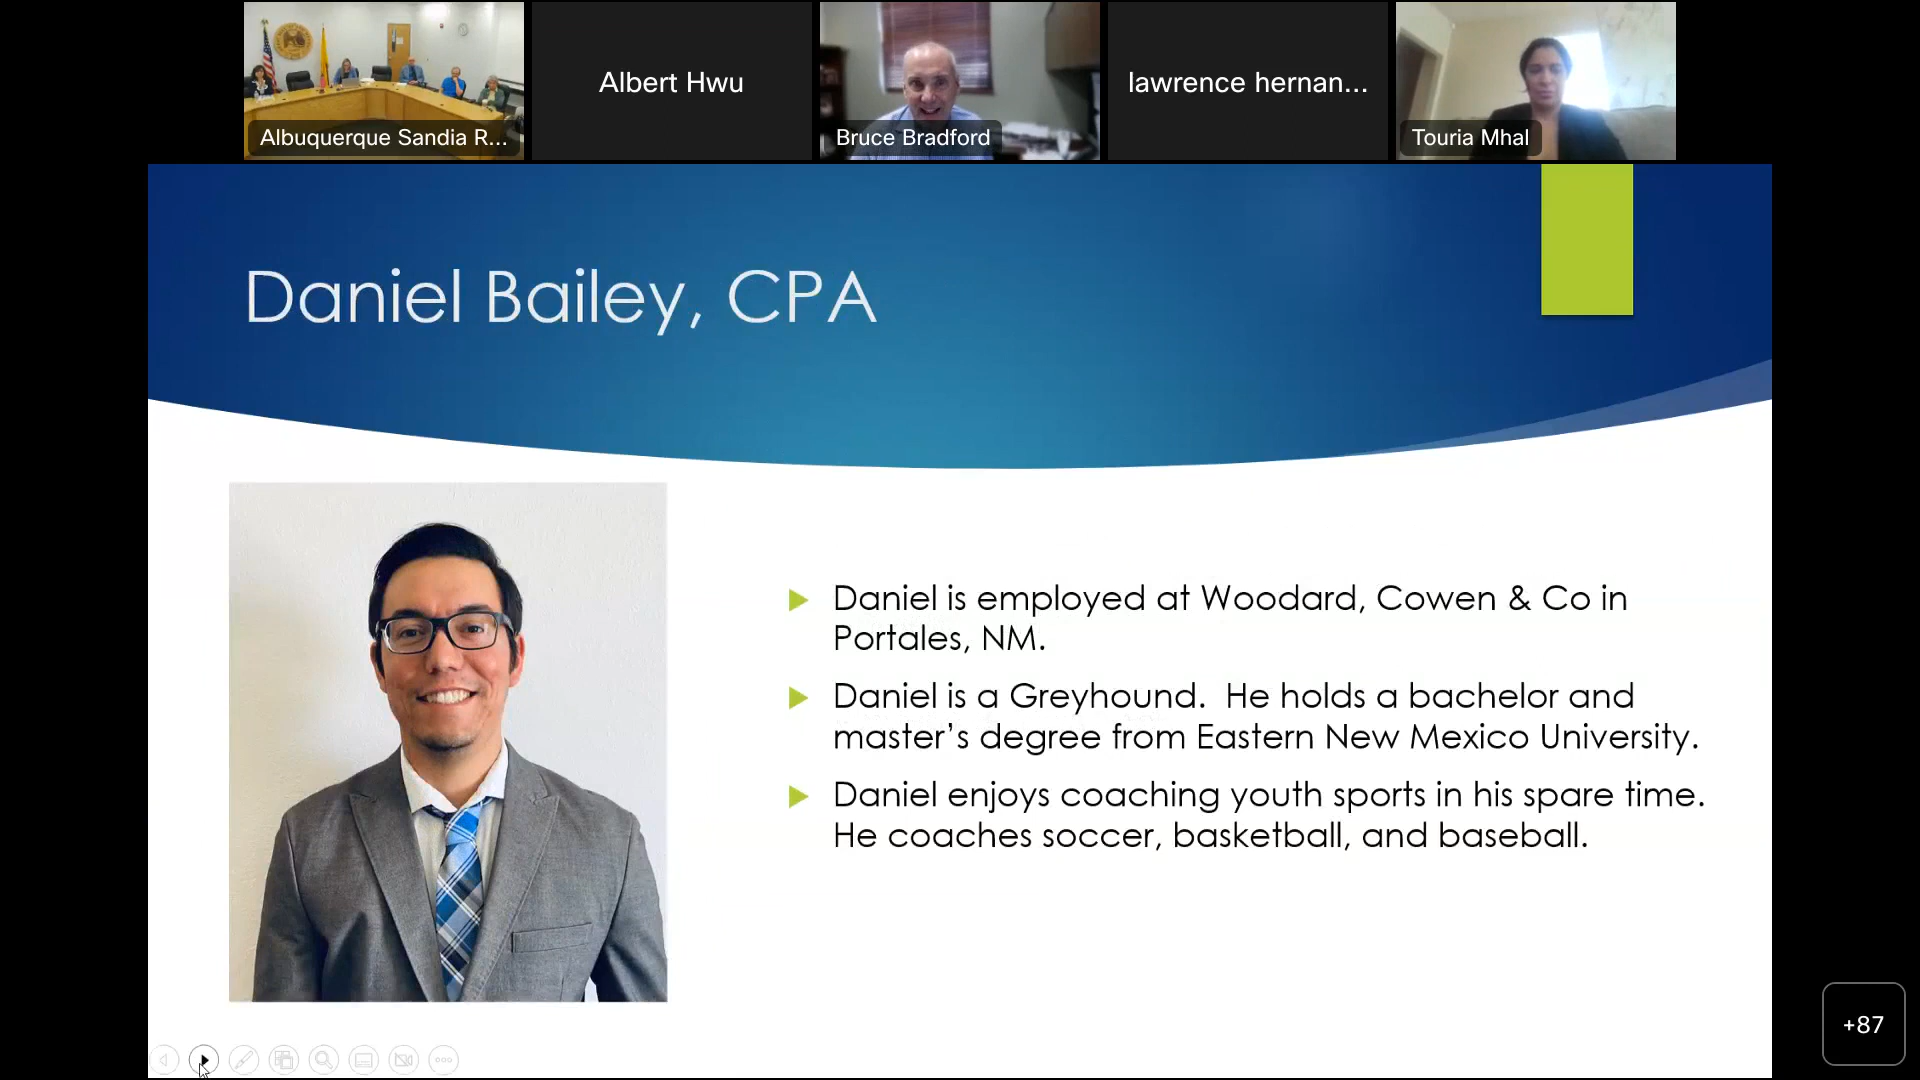 Albuquerque Sandia R...
Albert Hwu
Bruce Bradford
lawrence hernan...
Touria Mhal
Daniel Bailey, CPA
Daniel is employed at Woodard, Cowen & Co in
Portales, NM.
Daniel is a Greyhound.  He holds a bachelor and
master’s degree from Eastern New Mexico University.
Daniel enjoys coaching youth sports in his spare time.
He coaches soccer, basketball, and baseball.
+87